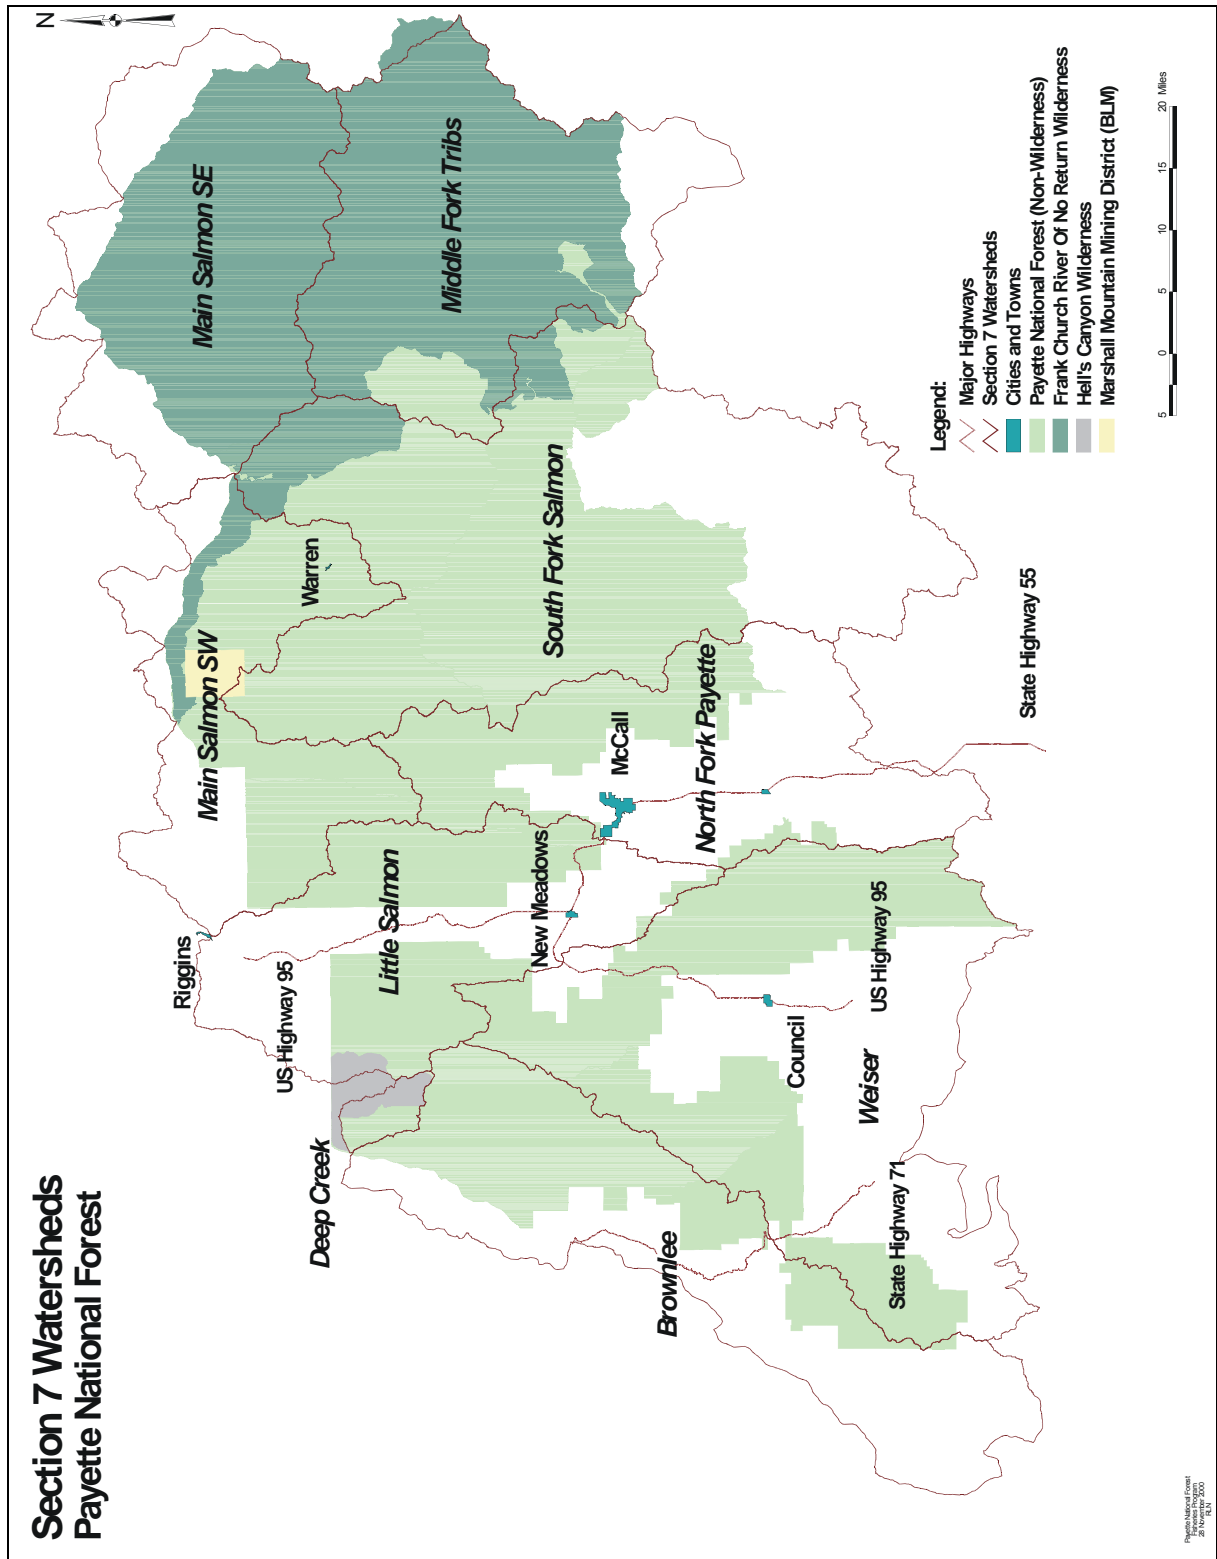 Section 7 Watersheds
Payette National Forest
N
Main Salmon SE
Middle Fork Tribs
Main Salmon SW
Warren
South Fork Salmon
Riggins
US Highway 95
Little Salmon
New Meadows
McCall
North Fork Payette
State Highway 55
Deep Creek
Brownlee
Council
Weiser
US Highway 95
State Highway 71
Legend:
Major Highways
Section 7 Watersheds
Cities and Towns
Payette National Forest (Non-Wilderness)
Frank Church River Of No Return Wilderness
Hell's Canyon Wilderness
Marshall Mountain Mining District (BLM)
5 0 5 10 15 20 Miles
Payette National Forest
Fisheries Program
28 November 2000
RLN